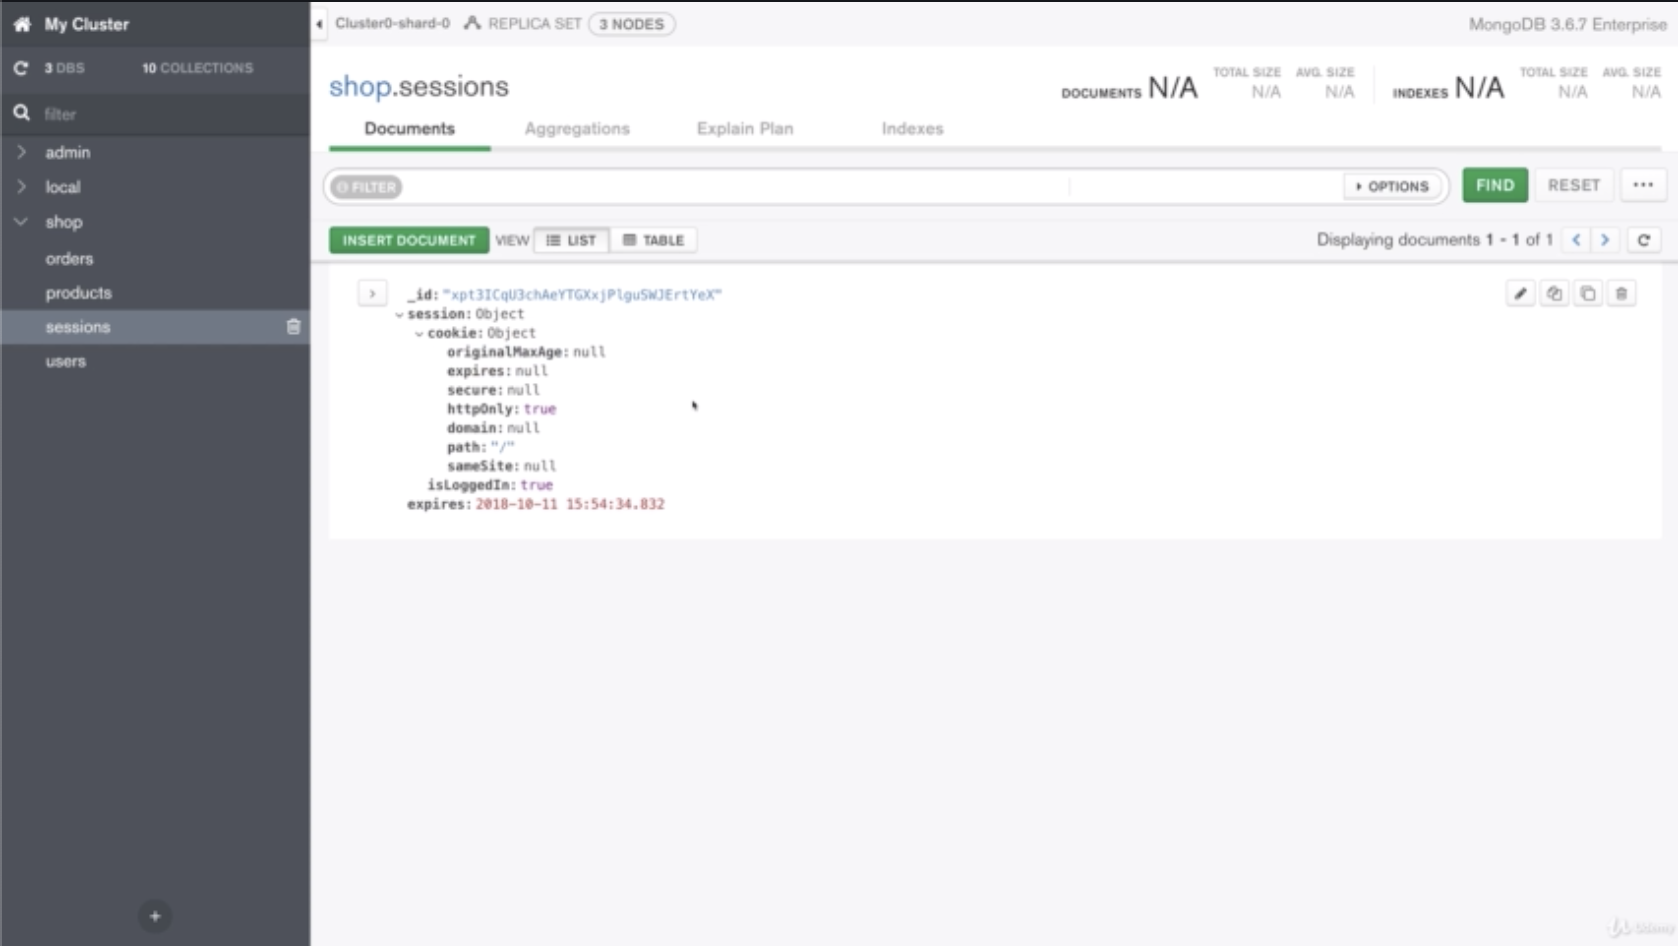 My Cluster
3 DBS 10 COLLECTIONS
filter
admin
local
shop
orders
products
sessions
users
Cluster0-shard-0 REPLICA SET 3 NODES
MongoDB 3.6.7 Enterprise
shop.sessions
DOCUMENTS N/A TOTAL SIZE N/A AVG. SIZE N/A
INDEXES N/A TOTAL SIZE N/A AVG. SIZE N/A
Documents Aggregations Explain Plan Indexes
FILTER OPTIONS FIND RESET ...
INSERT DOCUMENT VIEW LIST TABLE
Displaying documents 1 - 1 of 1
_id: "xpt3ICqU3chAeYTGXxjPlguSWJErtYeX"
session: Object
cookie: Object
originalMaxAge: null
expires: null
secure: null
httpOnly: true
domain: null
path: "/"
sameSite: null
isLoggedIn: true
expires: 2018-10-11 15:54:34.832
Udemy